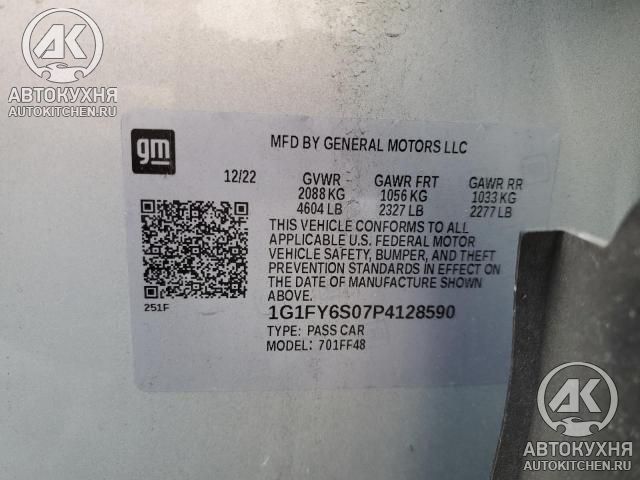 АВТОКУХНЯ
AUTOKITCHEN.RU
gm
MFD BY GENERAL MOTORS LLC
12/22 GVWR GAWR FRT GAWR RR
2088 KG 1056 KG 1033 KG
4604 LB 2327 LB 2277 LB
THIS VEHICLE CONFORMS TO ALL
APPLICABLE U.S. FEDERAL MOTOR
VEHICLE SAFETY, BUMPER, AND THEFT
PREVENTION STANDARDS IN EFFECT ON
THE DATE OF MANUFACTURE SHOWN
ABOVE.
251F
1G1FY6S07P4128590
TYPE: PASS CAR
MODEL: 701FF48
АК
АВТОКУХНЯ
AUTOKITCHEN.RU